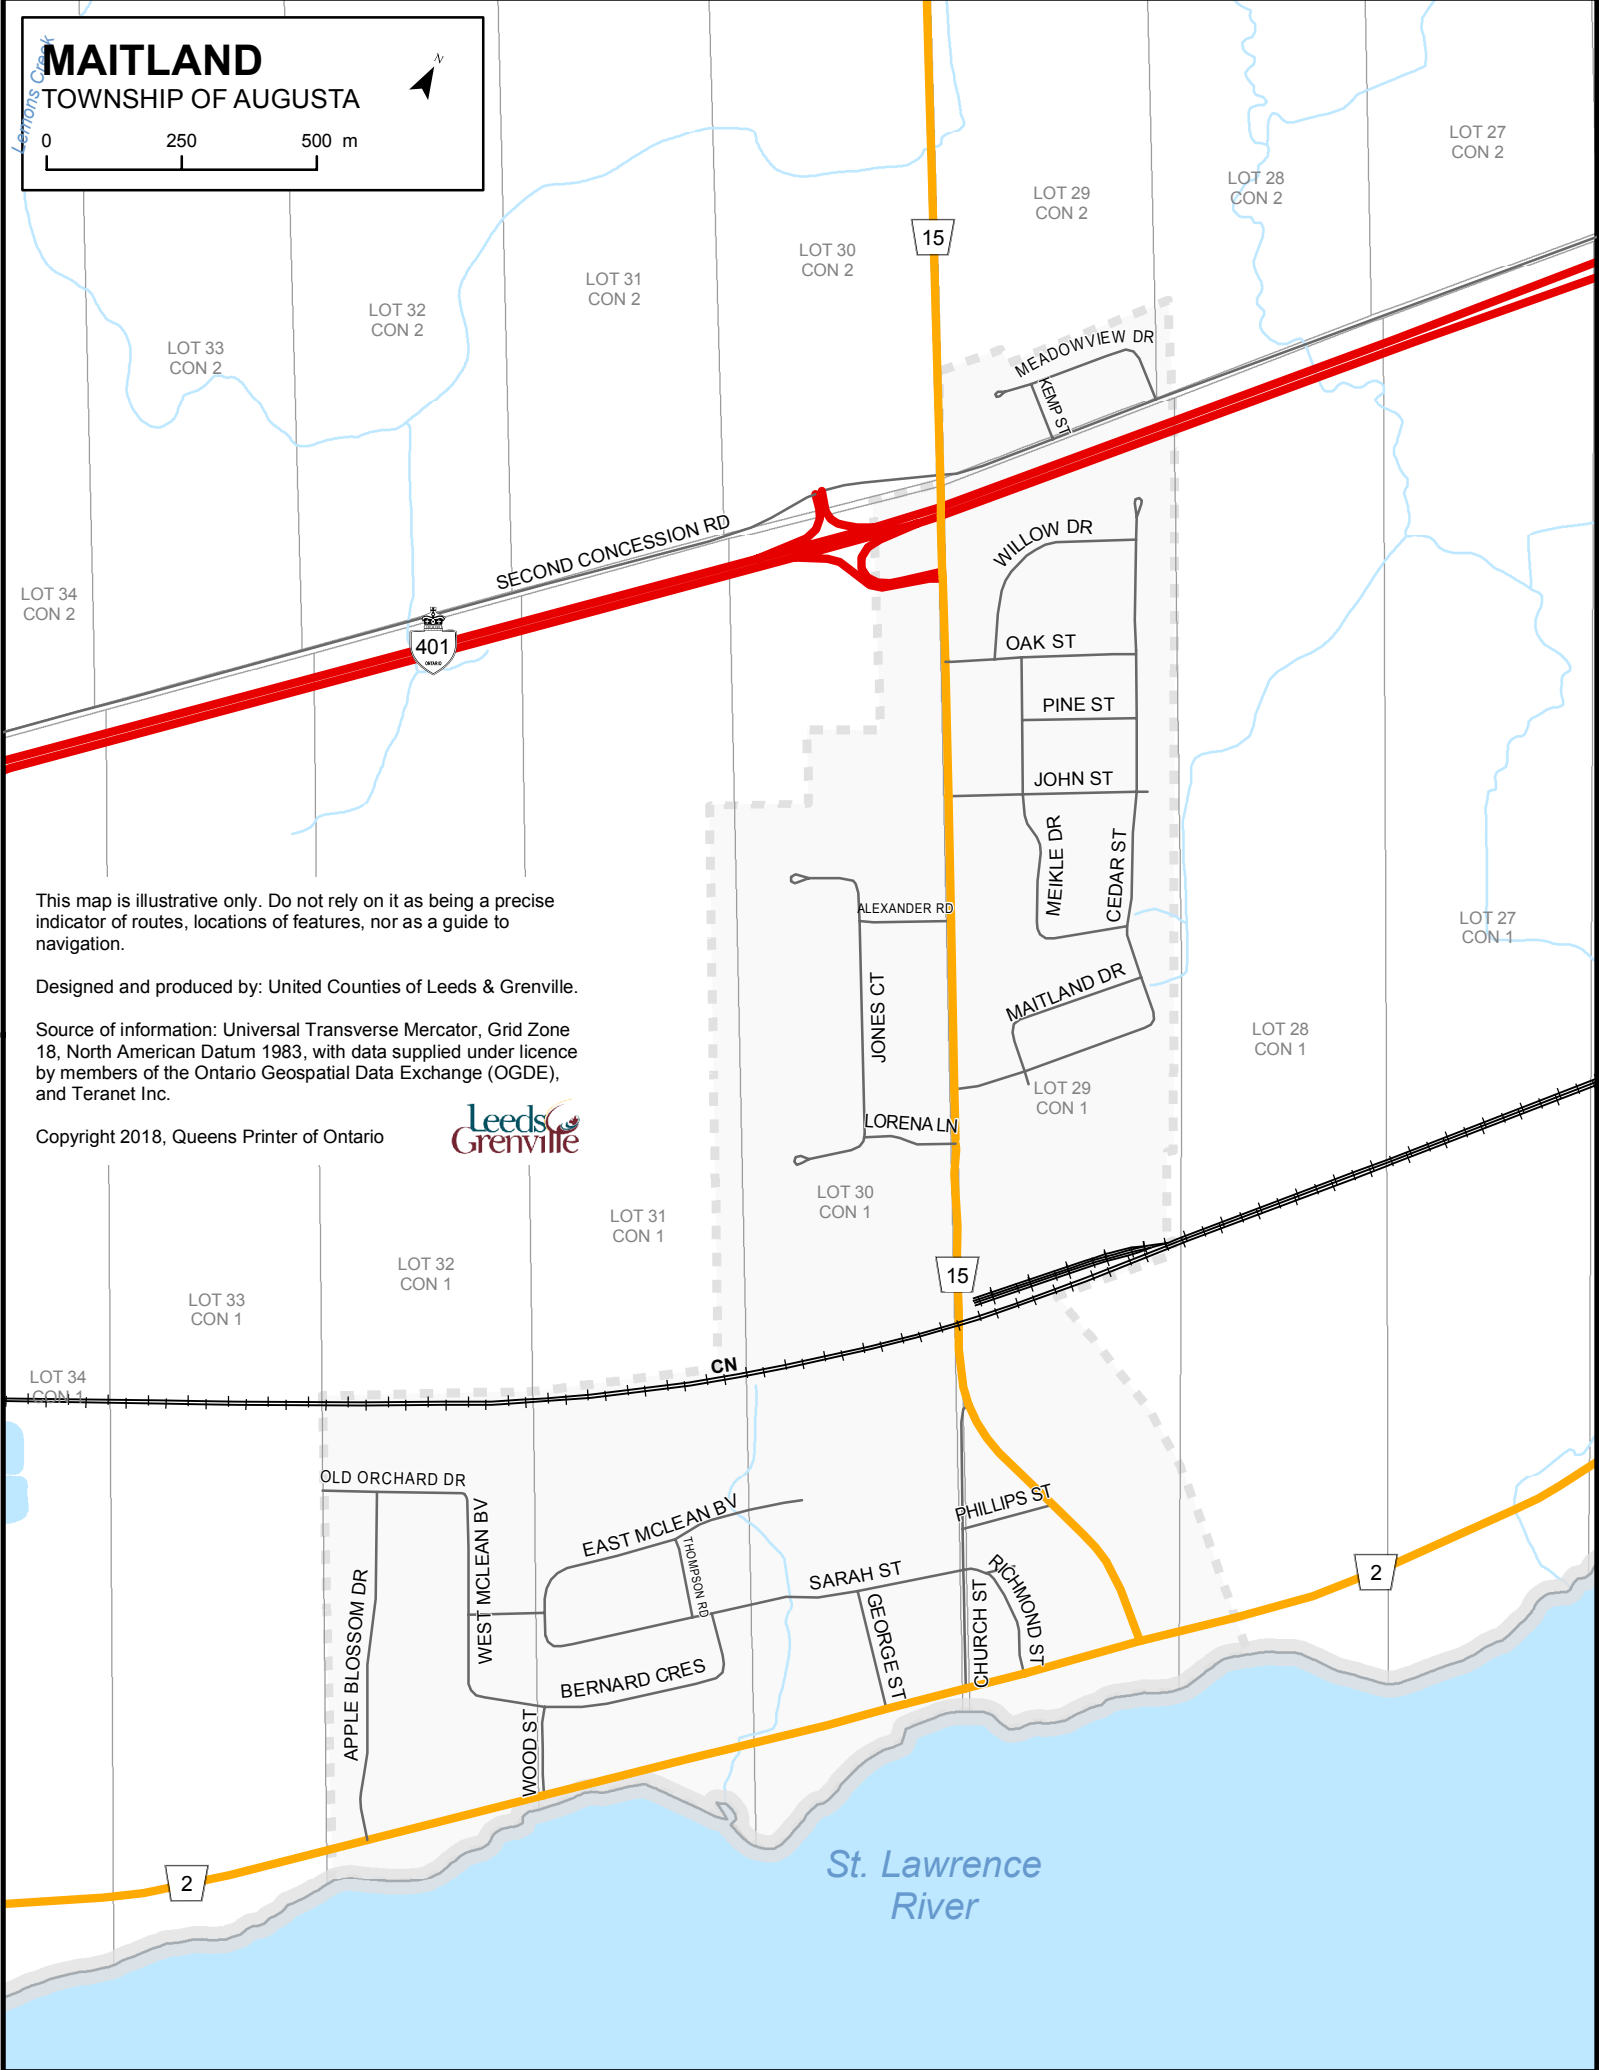 MAITLAND
TOWNSHIP OF AUGUSTA
Lemons Creek
N
0 250 500 m
LOT 27
CON 2
LOT 28
CON 2
LOT 29
CON 2
15
LOT 30
CON 2
LOT 31
CON 2
LOT 32
CON 2
LOT 33
CON 2
MEADOWVIEW DR
KEMP ST
SECOND CONCESSION RD
WILLOW DR
LOT 34
CON 2
401
ONTARIO
OAK ST
PINE ST
JOHN ST
MEIKLE DR
CEDAR ST
This map is illustrative only. Do not rely on it as being a precise
indicator of routes, locations of features, nor as a guide to
navigation.
Designed and produced by: United Counties of Leeds & Grenville.
Source of information: Universal Transverse Mercator, Grid Zone
18, North American Datum 1983, with data supplied under licence
by members of the Ontario Geospatial Data Exchange (OGDE),
and Teranet Inc.
Copyright 2018, Queens Printer of Ontario
Leeds
Grenville
ALEXANDER RD
JONES CT
LOT 27
CON 1
MAITLAND DR
LOT 28
CON 1
LOT 29
CON 1
LORENA LN
LOT 30
CON 1
LOT 31
CON 1
LOT 32
CON 1
LOT 33
CON 1
LOT 34
CON 1
15
CN
OLD ORCHARD DR
WEST MCLEAN BV
EAST MCLEAN BV
THOMPSON RD
PHILLIPS ST
SARAH ST
RICHMOND ST
GEORGE ST
CHURCH ST
APPLE BLOSSOM DR
BERNARD CRES
WOOD ST
2
2
St. Lawrence
River